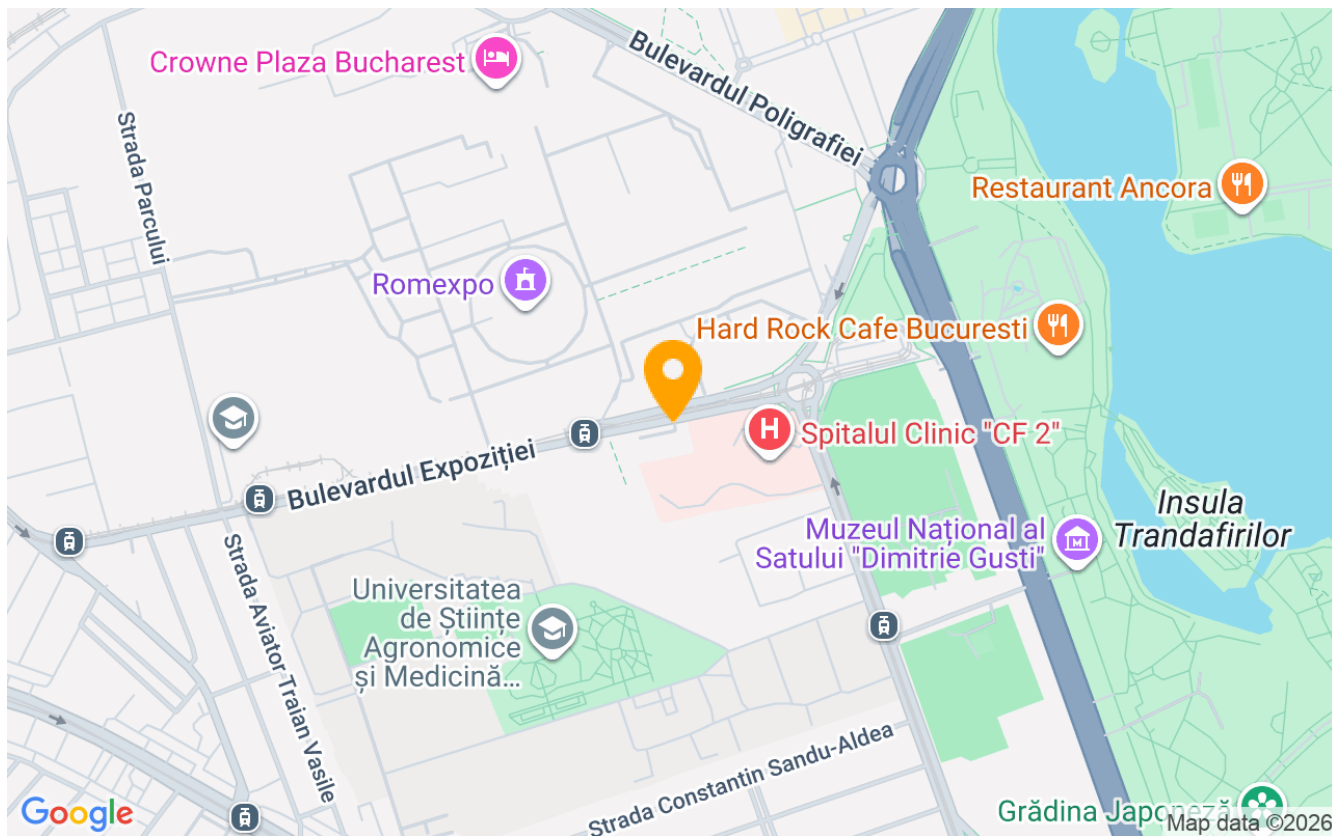 Crowne Plaza Bucharest
Bulevardul Poligrafiei
Strada Parcului
Restaurant Ancora
Romexpo
Hard Rock Cafe Bucuresti
H
Spitalul Clinic "CF 2"
Bulevardul Expoziției
Insula
Trandafirilor
Muzeul Național al
Satului "Dimitrie Gusti"
M
Strada Aviator Traian Vasile
Universitatea
de Științe
Agronomice
și Medicină...
Strada Constantin Sandu-Aldea
Grădina Japoneză
Google
Map data ©2026